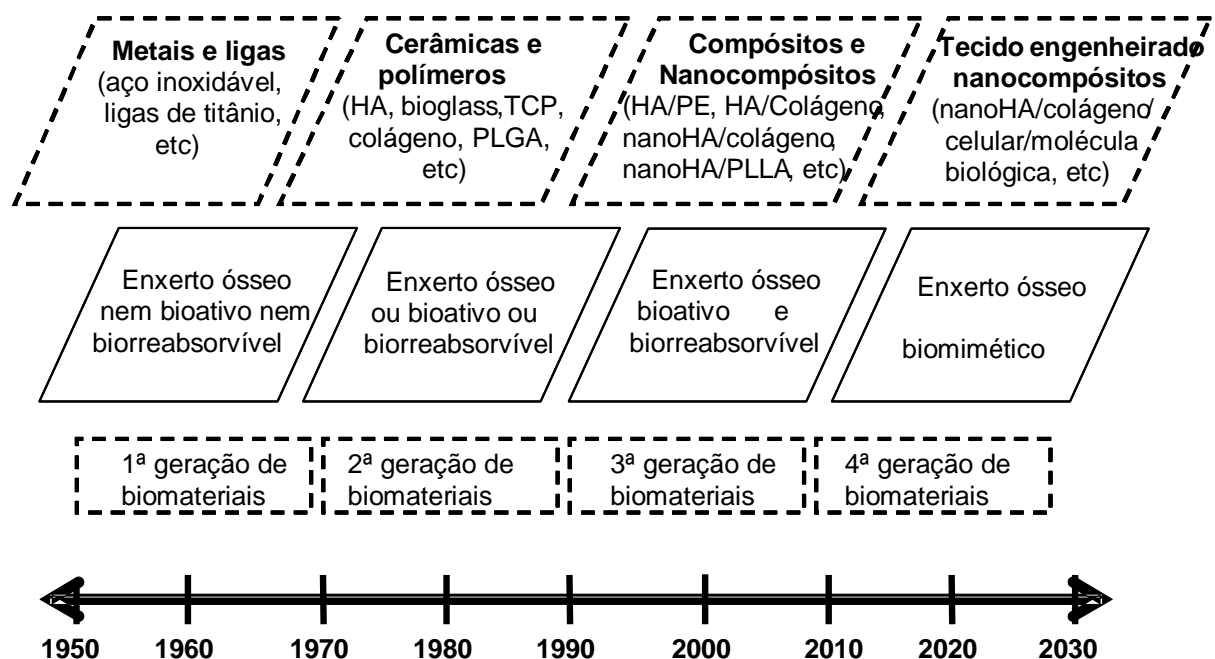 Metais e ligas
(aço inoxidável,
ligas de titânio,
etc)
Cerâmicas e
polímeros
(HA, bioglass,TCP,
colágeno, PLGA,
etc)
Compósitos e
Nanocompósitos
(HA/PE, HA/Colágeno,
nanoHA/colágeno,
nanoHA/PLLA, etc)
Tecido engenheirado
nanocompósitos
(nanoHA/colágeno/
celular/molécula
biológica, etc)
Enxerto ósseo
nem bioativo nem
biorreabsorvível
Enxerto ósseo
ou bioativo ou
biorreabsorvível
Enxerto ósseo
bioativo e
biorreabsorvível
Enxerto ósseo
biomimético
1ª geração de
biomateriais
2ª geração de
biomateriais
3ª geração de
biomateriais
4ª geração de
biomateriais
1950 1960 1970 1980 1990 2000 2010 2020 2030